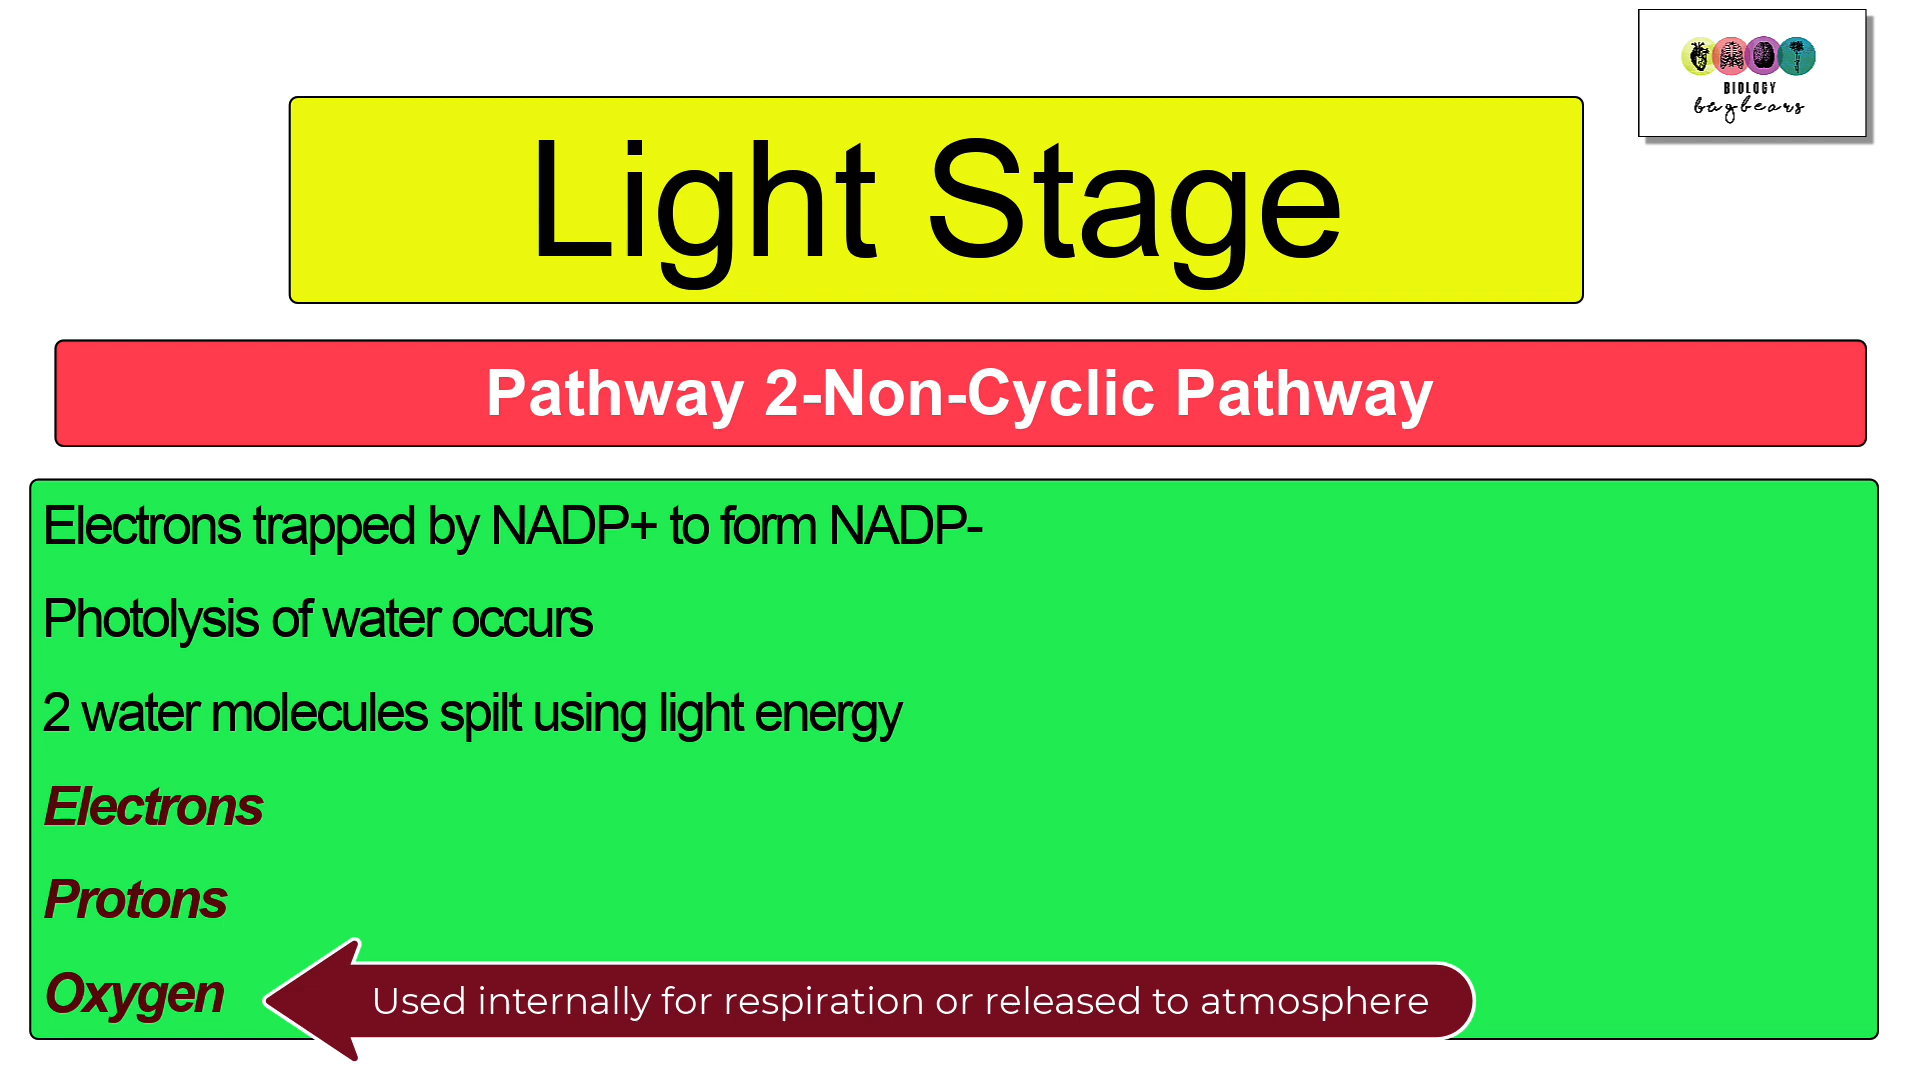 BIOLOGY
bugbears
Light Stage
Pathway 2-Non-Cyclic Pathway
Electrons trapped by NADP+ to form NADP-
Photolysis of water occurs
2 water molecules spilt using light energy
Electrons
Protons
Oxygen
Used internally for respiration or released to atmosphere